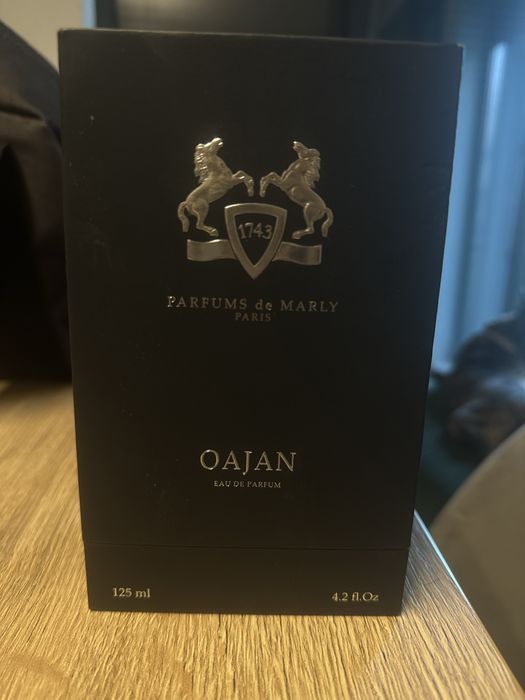 1743
PARFUMS de MARLY
PARIS
OAJAN
EAU DE PARFUM
125 ml
4.2 fl.Oz